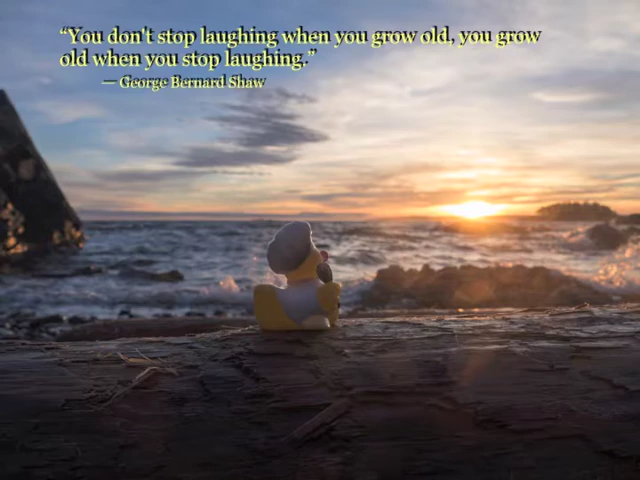 “You don't stop laughing when you grow old, you grow
old when you stop laughing.”
— George Bernard Shaw